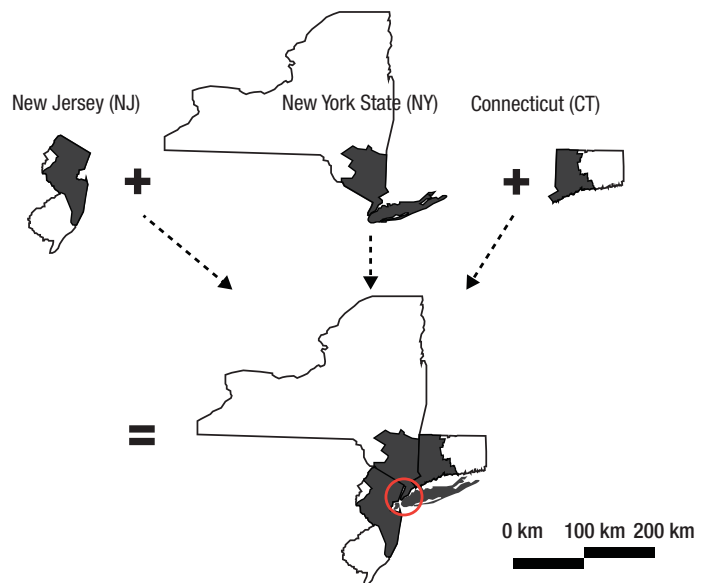 New Jersey (NJ)
New York State (NY)
Connecticut (CT)
+
+
=
0 km 100 km 200 km